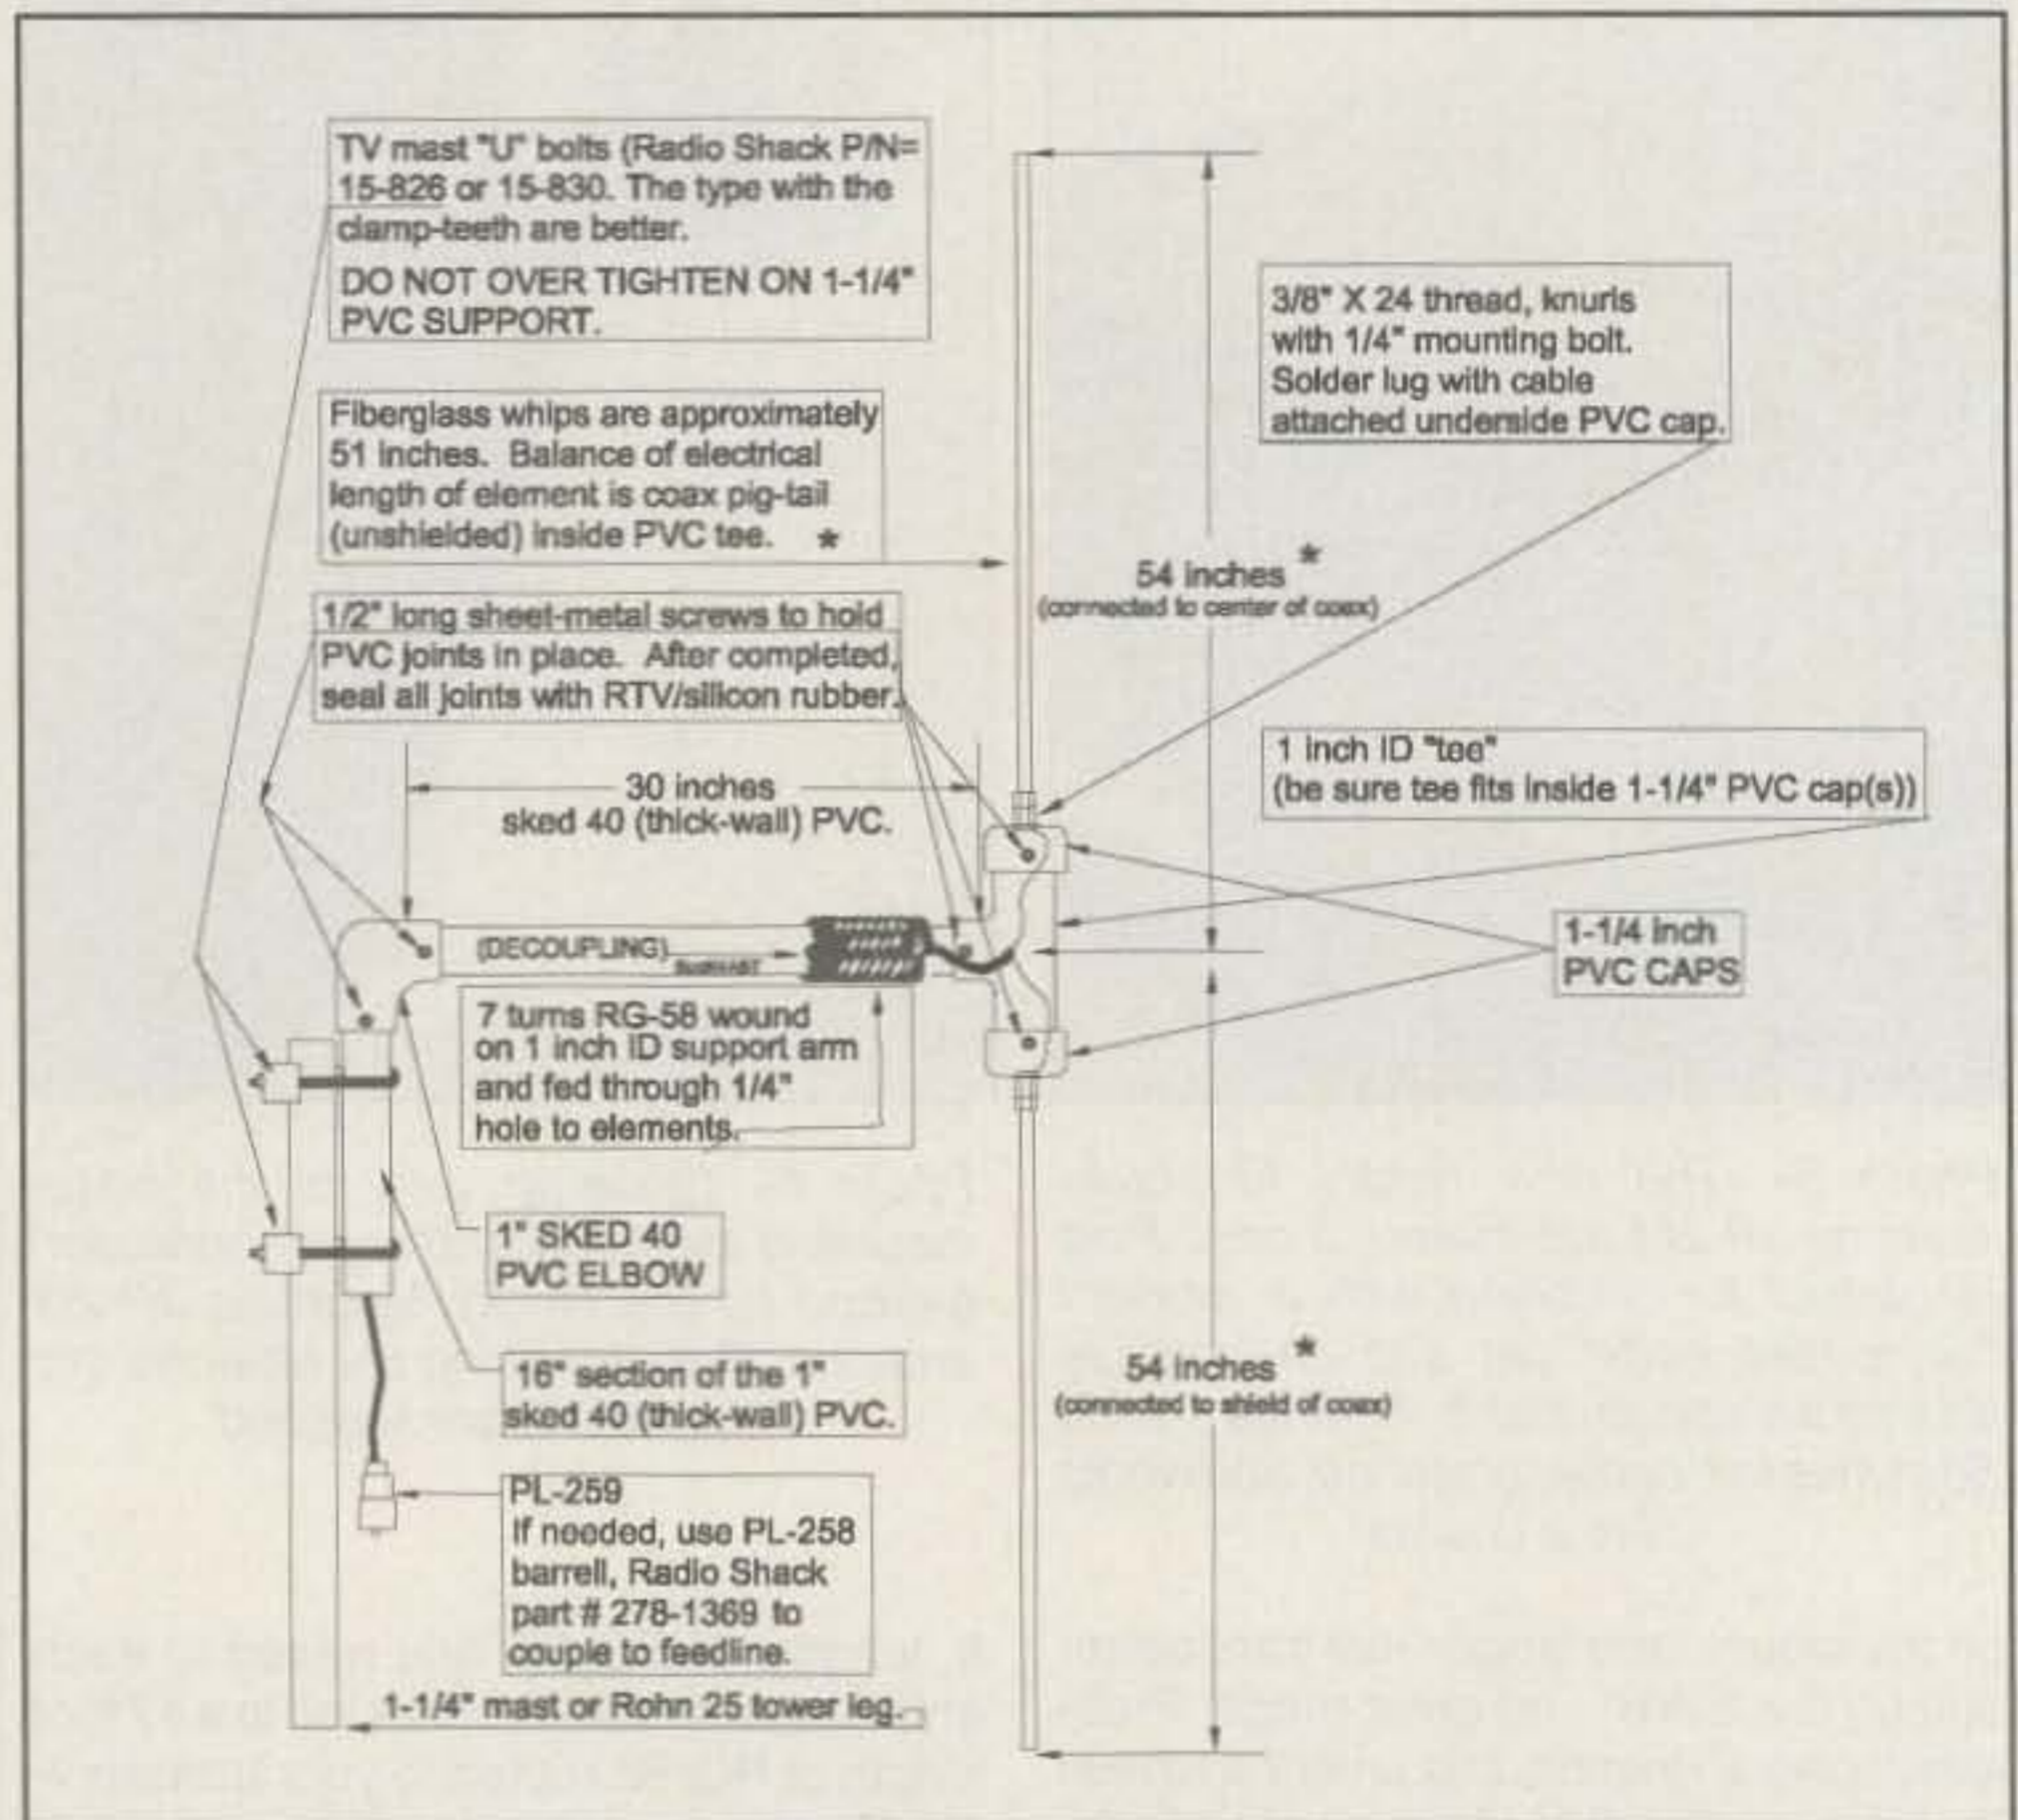 TV mast "U" bolts (Radio Shack P/N=
15-826 or 15-830. The type with the
clamp-teeth are better.
DO NOT OVER TIGHTEN ON 1-1/4"
PVC SUPPORT.
3/8" X 24 thread, knurls
with 1/4" mounting bolt.
Solder lug with cable
attached underside PVC cap.
Fiberglass whips are approximately
51 inches. Balance of electrical
length of element is coax pig-tail
(unshielded) inside PVC tee. *
54 inches *
(connected to center of coax)
1/2" long sheet-metal screws to hold
PVC joints in place. After completed,
seal all joints with RTV/silicon rubber.
1 inch ID "tee"
(be sure tee fits inside 1-1/4" PVC cap(s))
30 inches
sked 40 (thick-wall) PVC.
(DECOUPLING)
1-1/4 inch
PVC CAPS
7 turns RG-58 wound
on 1 inch ID support arm
and fed through 1/4"
hole to elements.
1" SKED 40
PVC ELBOW
16" section of the 1"
sked 40 (thick-wall) PVC.
54 inches *
(connected to shield of coax)
PL-259
If needed, use PL-258
barrell, Radio Shack
part # 278-1369 to
couple to feedline.
1-1/4" mast or Rohn 25 tower leg.